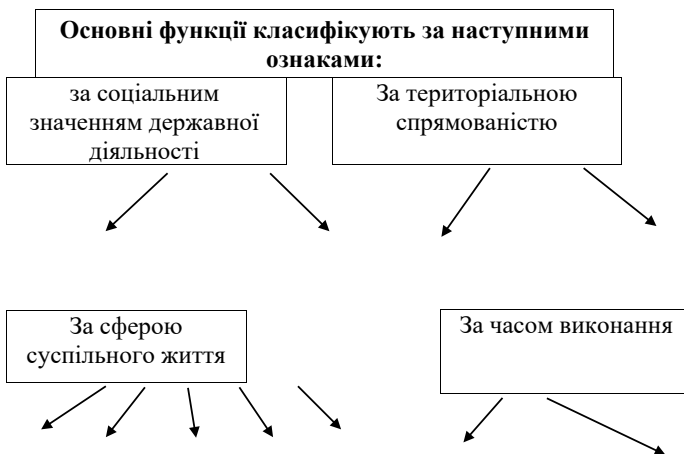 Основні функції класифікують за наступними
ознаками:
за соціальним
значенням державної
діяльності
За територіальною
спрямованістю
За сферою
суспільного життя
За часом виконання